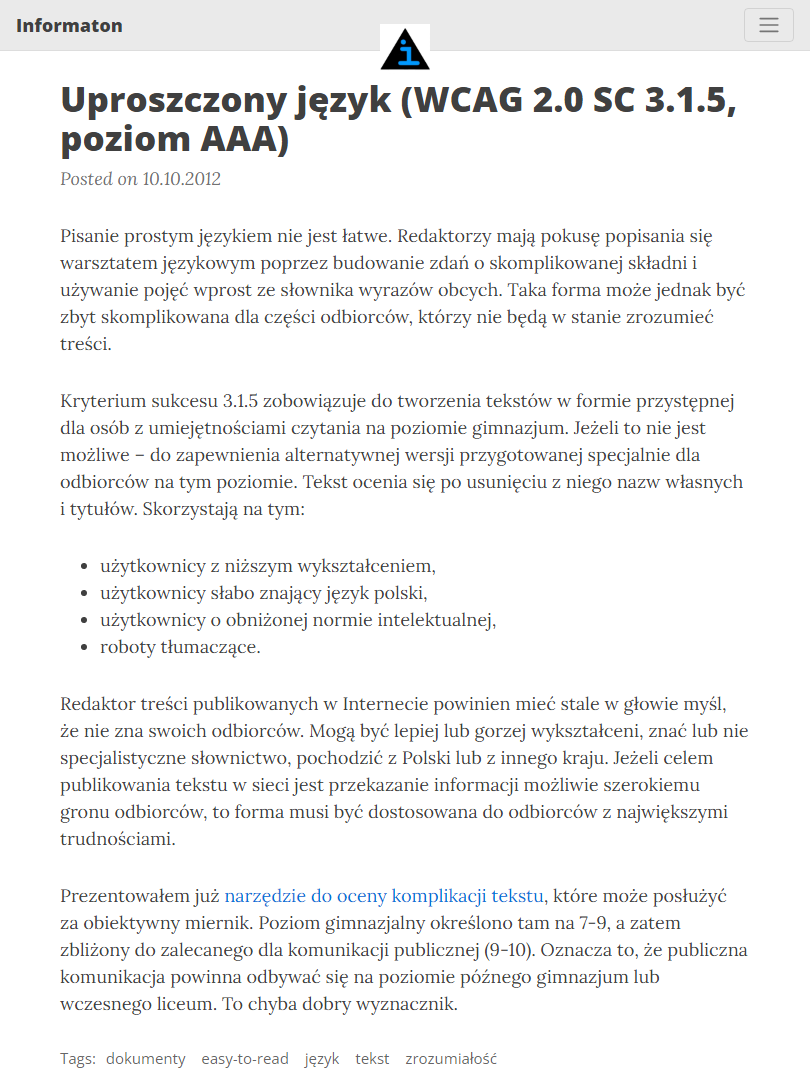 Informaton
i
Uproszczony język (WCAG 2.0 SC 3.1.5,
poziom AAA)
Posted on 10.10.2012
Pisanie prostym językiem nie jest łatwe. Redaktorzy mają pokusę popisania się
warsztatem językowym poprzez budowanie zdań o skomplikowanej składni i
używanie pojęć wprost ze słownika wyrazów obcych. Taka forma może jednak być
zbyt skomplikowana dla części odbiorców, którzy nie będą w stanie zrozumieć
treści.
Kryterium sukcesu 3.1.5 zobowiązuje do tworzenia tekstów w formie przystępnej
dla osób z umiejętnościami czytania na poziomie gimnazjum. Jeżeli to nie jest
możliwe – do zapewnienia alternatywnej wersji przygotowanej specjalnie dla
odbiorców na tym poziomie. Tekst ocenia się po usunięciu z niego nazw własnych
i tytułów. Skorzystają na tym:
• użytkownicy z niższym wykształceniem,
• użytkownicy słabo znający język polski,
• użytkownicy o obniżonej normie intelektualnej,
• roboty tłumaczące.
Redaktor treści publikowanych w Internecie powinien mieć stale w głowie myśl,
że nie zna swoich odbiorców. Mogą być lepiej lub gorzej wykształceni, znać lub nie
specjalistyczne słownictwo, pochodzić z Polski lub z innego kraju. Jeżeli celem
publikowania tekstu w sieci jest przekazanie informacji możliwie szerokiemu
gronu odbiorców, to forma musi być dostosowana do odbiorców z największymi
trudnościami.
Prezentowałem już narzędzie do oceny komplikacji tekstu, które może posłużyć
za obiektywny miernik. Poziom gimnazjalny określono tam na 7-9, a zatem
zbliżony do zalecanego dla komunikacji publicznej (9-10). Oznacza to, że publiczna
komunikacja powinna odbywać się na poziomie późnego gimnazjum lub
wczesnego liceum. To chyba dobry wyznacznik.
Tags: dokumenty easy-to-read język tekst zrozumiałość